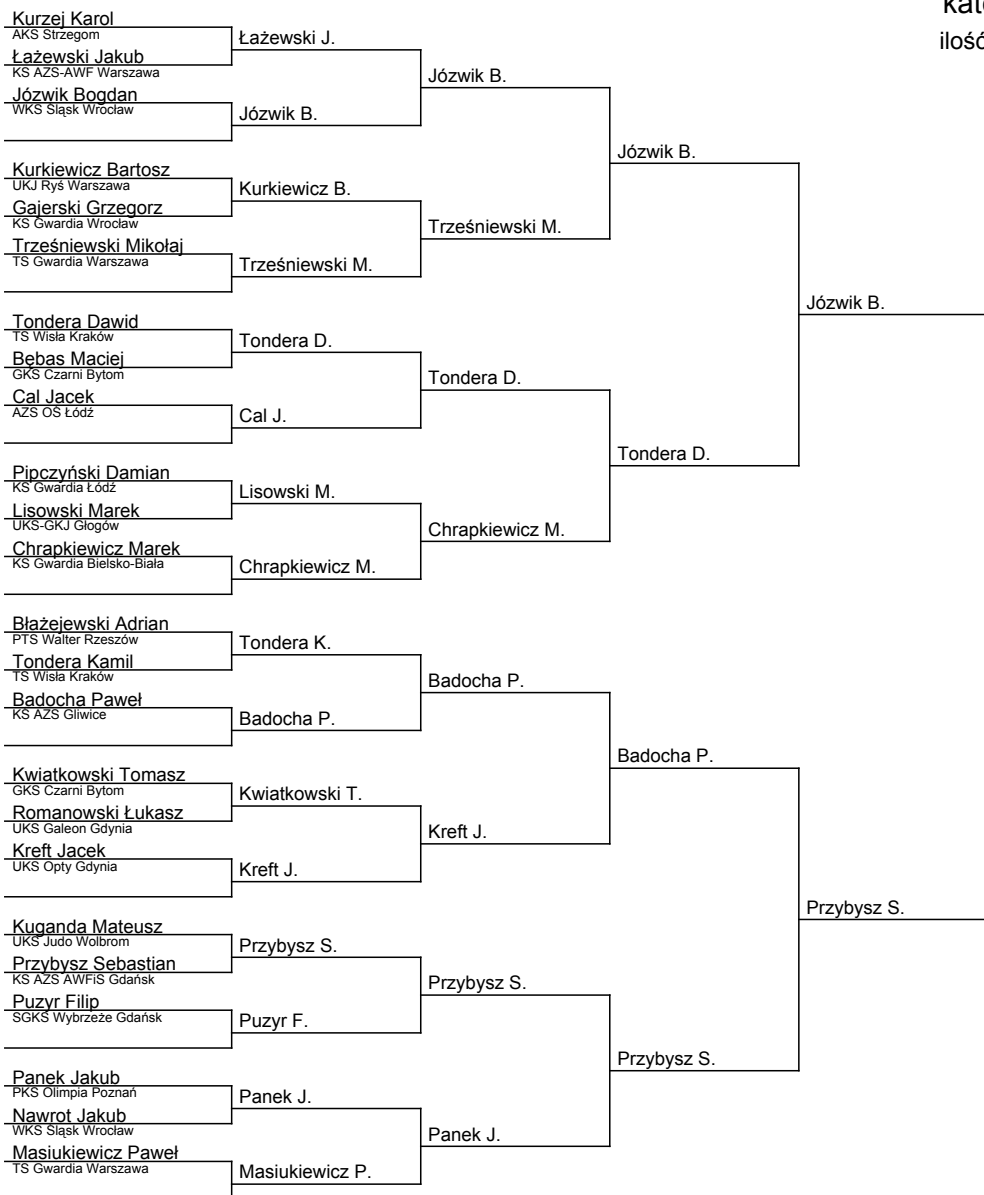 kate
ilość
Kurzej Karol
AKS Strzegom
Łażewski Jakub
KS AZS-AWF Warszawa
Józwik Bogdan
WKS Śląsk Wrocław
Kurkiewicz Bartosz
UKJ Ryś Warszawa
Gajerski Grzegorz
KS Gwardia Wrocław
Trześniewski Mikołaj
TS Gwardia Warszawa
Tondera Dawid
TS Wisła Kraków
Bębas Maciej
GKS Czarni Bytom
Cal Jacek
AZS OŚ Łódź
Pipczyński Damian
KS Gwardia Łódź
Lisowski Marek
UKS-GKJ Głogów
Chrapkiewicz Marek
KS Gwardia Bielsko-Biała
Błażejewski Adrian
PTS Walter Rzeszów
Tondera Kamil
TS Wisła Kraków
Badocha Paweł
KS AZS Gliwice
Kwiatkowski Tomasz
GKS Czarni Bytom
Romanowski Łukasz
UKS Galeon Gdynia
Kreft Jacek
UKS Opty Gdynia
Kuganda Mateusz
UKS Judo Wolbrom
Przybysz Sebastian
KS AZS AWFiS Gdańsk
Puzyr Filip
SGKS Wybrzeże Gdańsk
Panek Jakub
PKS Olimpia Poznań
Nawrot Jakub
WKS Śląsk Wrocław
Masiukiewicz Paweł
TS Gwardia Warszawa
Łażewski J.
Józwik B.
Kurkiewicz B.
Trześniewski M.
Tondera D.
Cal J.
Lisowski M.
Chrapkiewicz M.
Tondera K.
Badocha P.
Kwiatkowski T.
Kreft J.
Przybysz S.
Puzyr F.
Panek J.
Masiukiewicz P.
Józwik B.
Trześniewski M.
Tondera D.
Chrapkiewicz M.
Badocha P.
Kreft J.
Przybysz S.
Panek J.
Józwik B.
Tondera D.
Badocha P.
Przybysz S.
Józwik B.
Przybysz S.